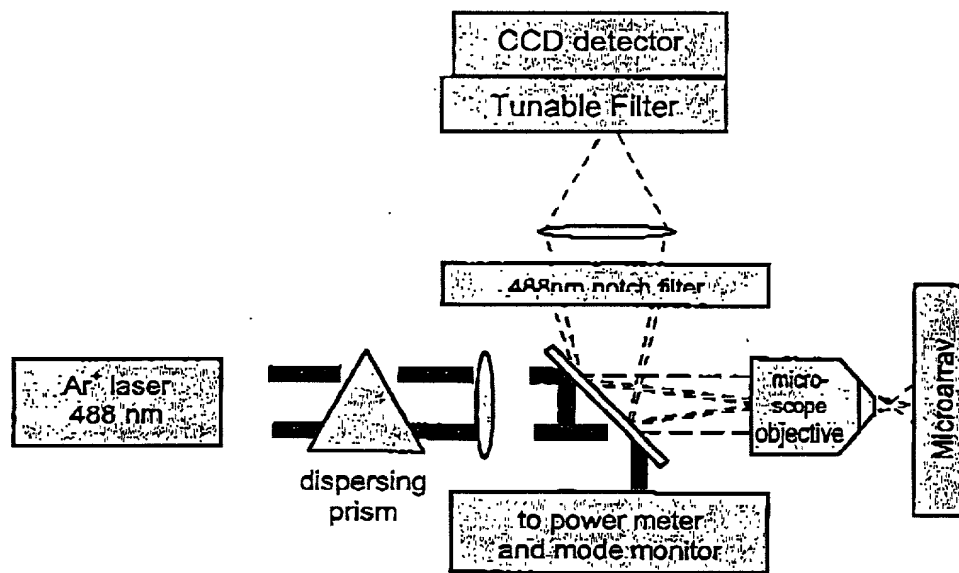 CCD detector
Tunable Filter
488nm notch filter
Ar⁺ laser
488 nm
dispersing
prism
micro-
scope
objective
Microarray
to power meter
and mode monitor